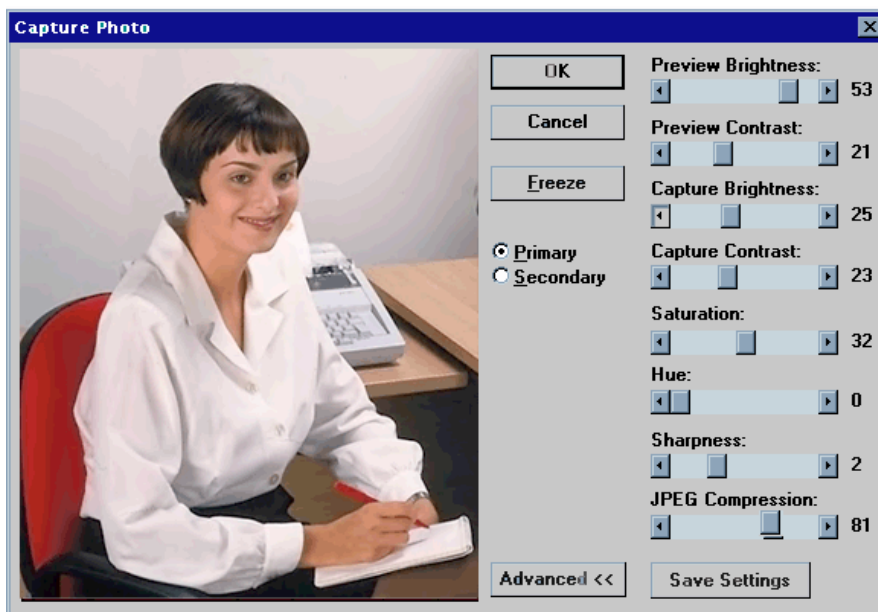 Capture Photo
OK
Cancel
Freeze
Primary
Secondary
Advanced <<
Preview Brightness:
53
Preview Contrast:
21
Capture Brightness:
25
Capture Contrast:
23
Saturation:
32
Hue:
0
Sharpness:
2
JPEG Compression:
81
Save Settings